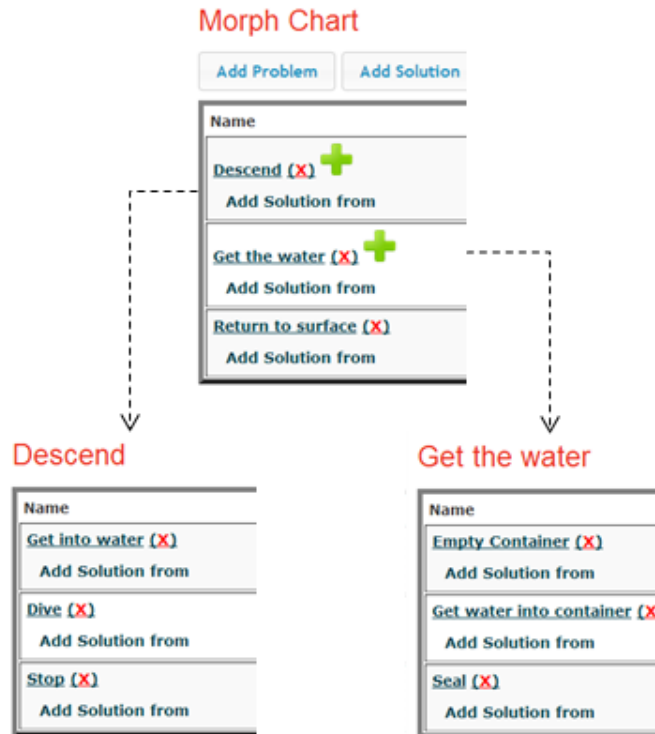 Morph Chart
Add Problem Add Solution
Name
Descend (X)
Add Solution from
Get the water (X)
Add Solution from
Return to surface (X)
Add Solution from
Descend
Name
Get into water (X)
Add Solution from
Dive (X)
Add Solution from
Stop (X)
Add Solution from
Get the water
Name
Empty Container (X)
Add Solution from
Get water into container (X
Add Solution from
Seal (X)
Add Solution from